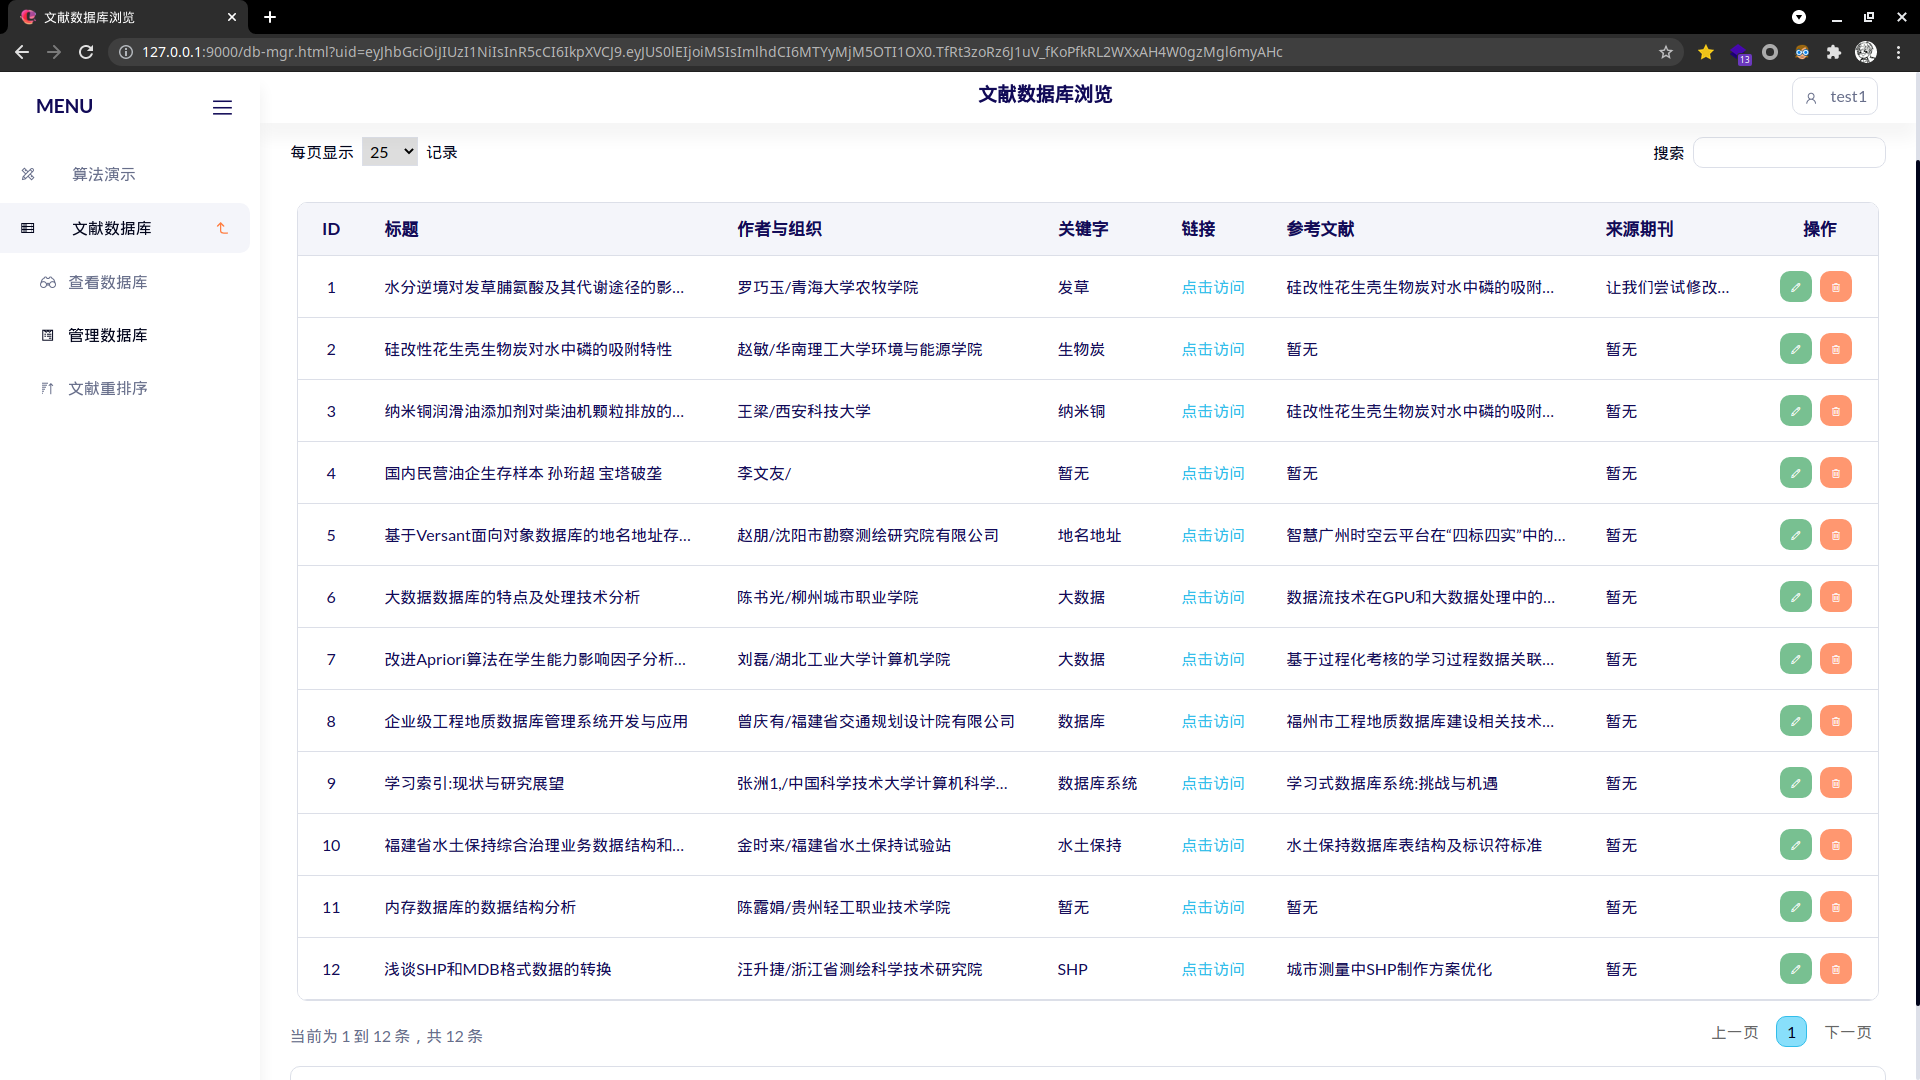 文献数据库浏览
127.0.0.1:9000/db-mgr.html?uid=eyJhbGciOiJIUzI1NiIsInR5cCI6IkpXVCJ9.eyJUS0lEIjoiMSIsImlhdCI6MTYyMjM5OTI1OX0.TfRt3zoRz6J1uV_fKoPfkRL2WXxAH4W0gzMgl6myAHc
13
MENU
文献数据库浏览
test1
算法演示
文献数据库
查看数据库
管理数据库
文献重排序
每页显示 25 记录
搜索
ID 标题 作者与组织 关键字 链接 参考文献 来源期刊 操作
1 水分逆境对发草脯氨酸及其代谢途径的影... 罗巧玉/青海大学农牧学院 发草 点击访问 硅改性花生壳生物炭对水中磷的吸附... 让我们尝试修改...
2 硅改性花生壳生物炭对水中磷的吸附特性 赵敏/华南理工大学环境与能源学院 生物炭 点击访问 暂无 暂无
3 纳米铜润滑油添加剂对柴油机颗粒排放的... 王梁/西安科技大学 纳米铜 点击访问 硅改性花生壳生物炭对水中磷的吸附... 暂无
4 国内民营油企生存样本 孙珩超 宝塔破垄 李文友/ 暂无 点击访问 暂无 暂无
5 基于Versant面向对象数据库的地名地址存... 赵朋/沈阳市勘察测绘研究院有限公司 地名地址 点击访问 智慧广州时空云平台在“四标四实”中的... 暂无
6 大数据数据库的特点及处理技术分析 陈书光/柳州城市职业学院 大数据 点击访问 数据流技术在GPU和大数据处理中的... 暂无
7 改进Apriori算法在学生能力影响因子分析... 刘磊/湖北工业大学计算机学院 大数据 点击访问 基于过程化考核的学习过程数据关联... 暂无
8 企业级工程地质数据库管理系统开发与应用 曾庆有/福建省交通规划设计院有限公司 数据库 点击访问 福州市工程地质数据库建设相关技术... 暂无
9 学习索引:现状与研究展望 张洲1,/中国科学技术大学计算机科学... 数据库系统 点击访问 学习式数据库系统:挑战与机遇 暂无
10 福建省水土保持综合治理业务数据结构和... 金时来/福建省水土保持试验站 水土保持 点击访问 水土保持数据库表结构及标识符标准 暂无
11 内存数据库的数据结构分析 陈露娟/贵州轻工职业技术学院 暂无 点击访问 暂无 暂无
12 浅谈SHP和MDB格式数据的转换 汪升捷/浙江省测绘科学技术研究院 SHP 点击访问 城市测量中SHP制作方案优化 暂无
当前为 1 到 12 条，共 12 条
上一页 1 下一页